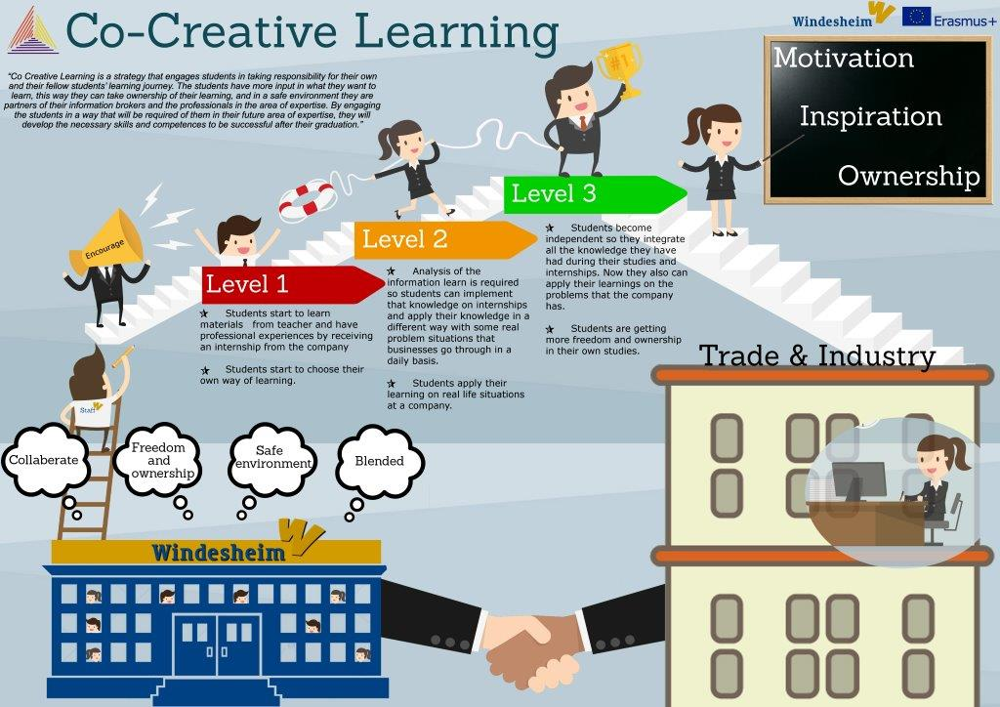 Co-Creative Learning
Windesheim
Erasmus+
"Co Creative Learning is a strategy that engages students in taking responsibility for their own
and their fellow students' learning journey. The students have more input in what they want to
learn, this way they can take ownership of their learning, and in a safe environment they are
partners of their information brokers and the professionals in the area of expertise. By engaging
the students in a way that will be required of them in their future area of expertise, they will
develop the necessary skills and competences to be successful after their graduation."
#1
Motivation
Inspiration
Ownership
Encourage
Level 1
Students start to learn
materials from teacher and have
professional experiences by receiving
an internship from the company
Students start to choose their
own way of learning.
Level 2
Analysis of the
information learn is required
so students can implement
that knowledge on internships
and apply their knowledge in a
different way with some real
problem situations that
businesses go through in a
daily basis.
Students apply their
learning on real life situations
at a company.
Level 3
Students become
independent so they integrate
all the knowledge they have
had during their studies and
internships. Now they also can
apply their learnings on the
problems that the company
has.
Students are getting
more freedom and ownership
in their own studies.
Trade & Industry
Staff
Collaborate
Freedom
and
ownership
Safe
environment
Blended
Windesheim